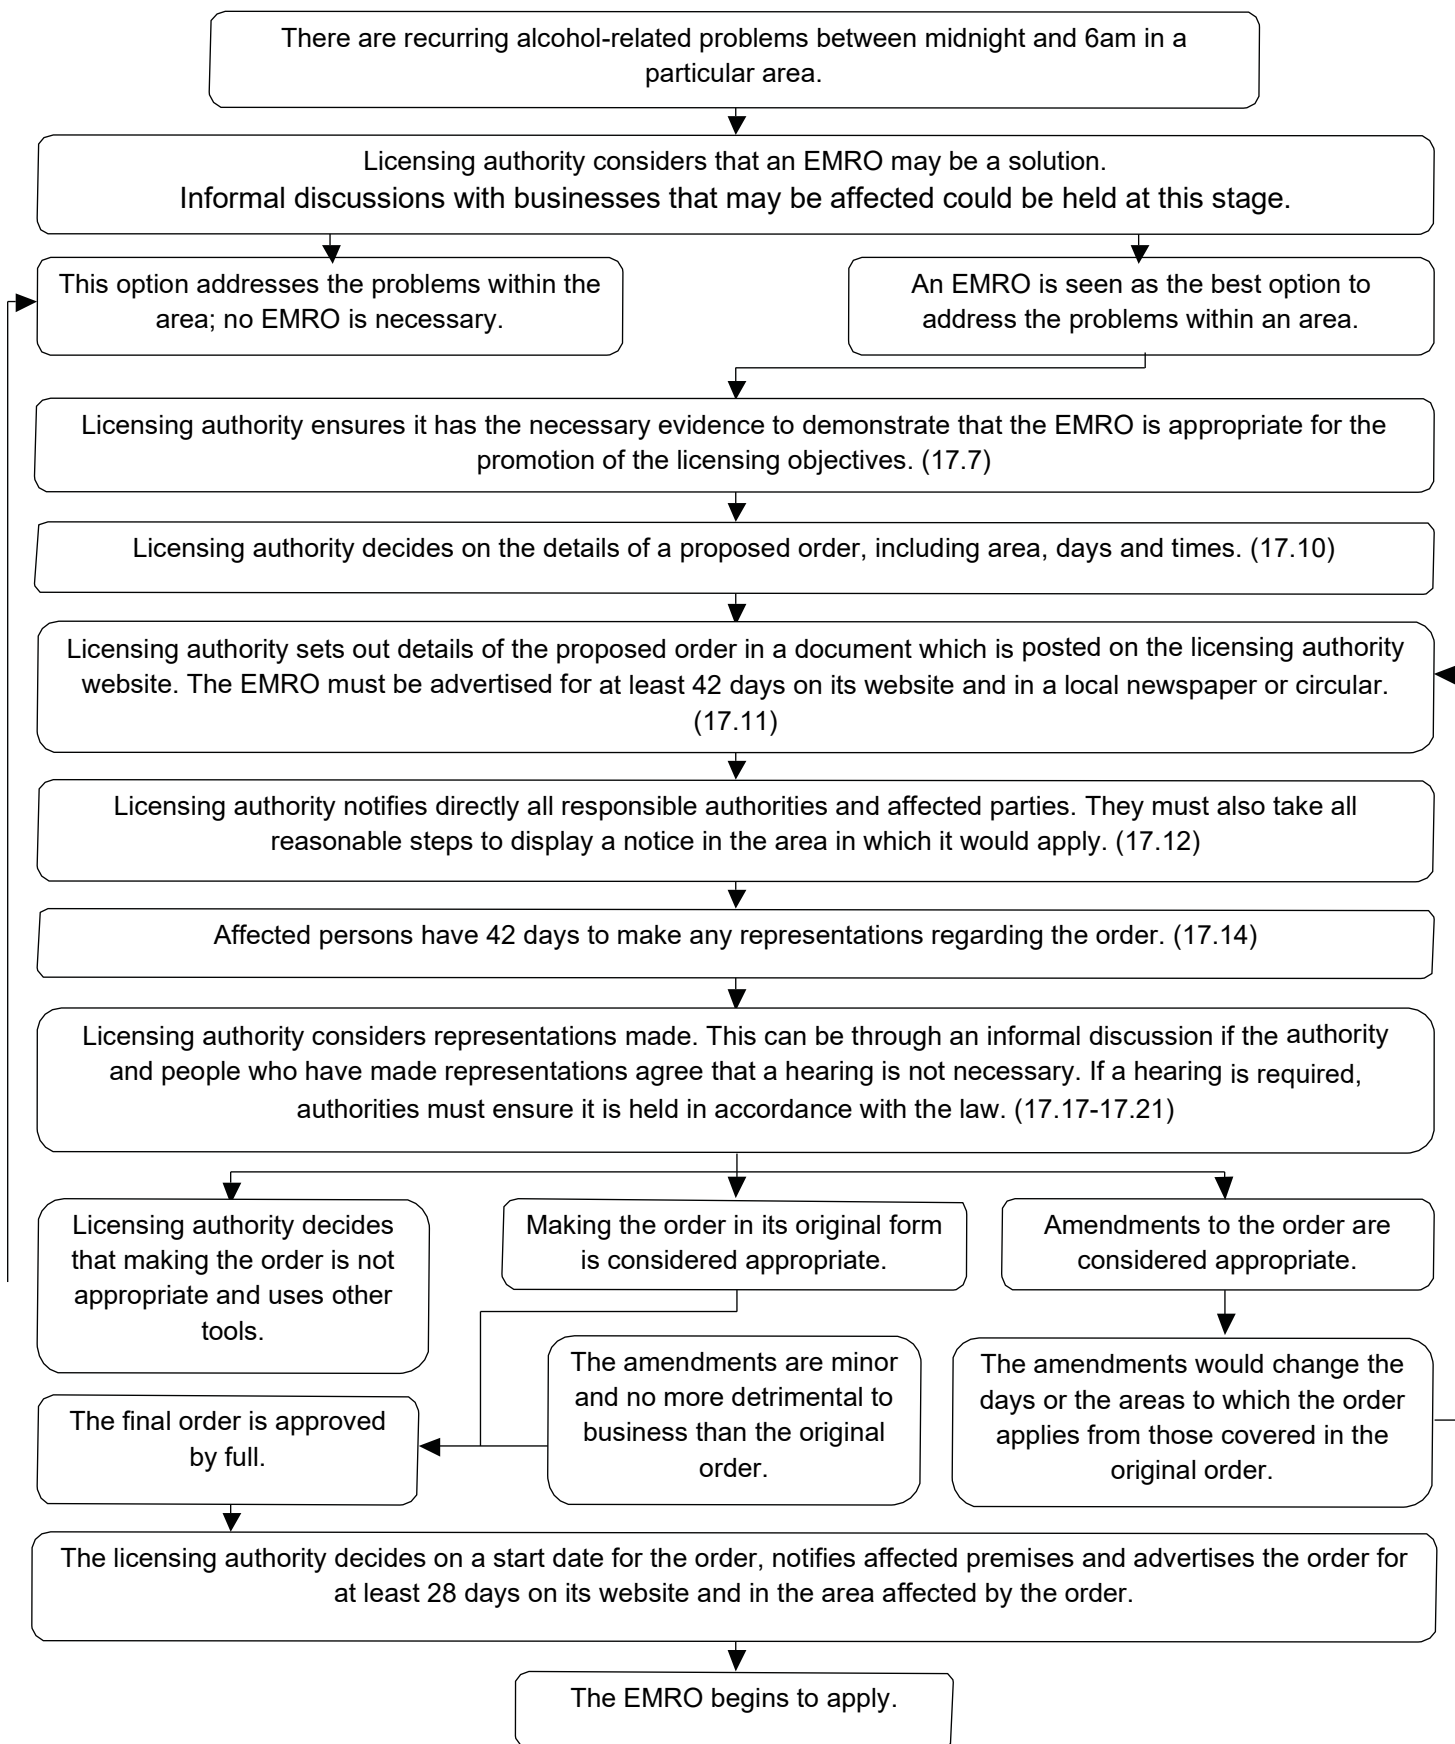 There are recurring alcohol-related problems between midnight and 6am in a
particular area.
Licensing authority considers that an EMRO may be a solution.
Informal discussions with businesses that may be affected could be held at this stage.
This option addresses the problems within the
area; no EMRO is necessary.
An EMRO is seen as the best option to
address the problems within an area.
Licensing authority ensures it has the necessary evidence to demonstrate that the EMRO is appropriate for the
promotion of the licensing objectives. (17.7)
Licensing authority decides on the details of a proposed order, including area, days and times. (17.10)
Licensing authority sets out details of the proposed order in a document which is posted on the licensing authority
website. The EMRO must be advertised for at least 42 days on its website and in a local newspaper or circular.
(17.11)
Licensing authority notifies directly all responsible authorities and affected parties. They must also take all
reasonable steps to display a notice in the area in which it would apply. (17.12)
Affected persons have 42 days to make any representations regarding the order. (17.14)
Licensing authority considers representations made. This can be through an informal discussion if the authority
and people who have made representations agree that a hearing is not necessary. If a hearing is required,
authorities must ensure it is held in accordance with the law. (17.17-17.21)
Licensing authority decides
that making the order is not
appropriate and uses other
tools.
Making the order in its original form
is considered appropriate.
Amendments to the order are
considered appropriate.
The final order is approved
by full.
The amendments are minor
and no more detrimental to
business than the original
order.
The amendments would change the
days or the areas to which the order
applies from those covered in the
original order.
The licensing authority decides on a start date for the order, notifies affected premises and advertises the order for
at least 28 days on its website and in the area affected by the order.
The EMRO begins to apply.